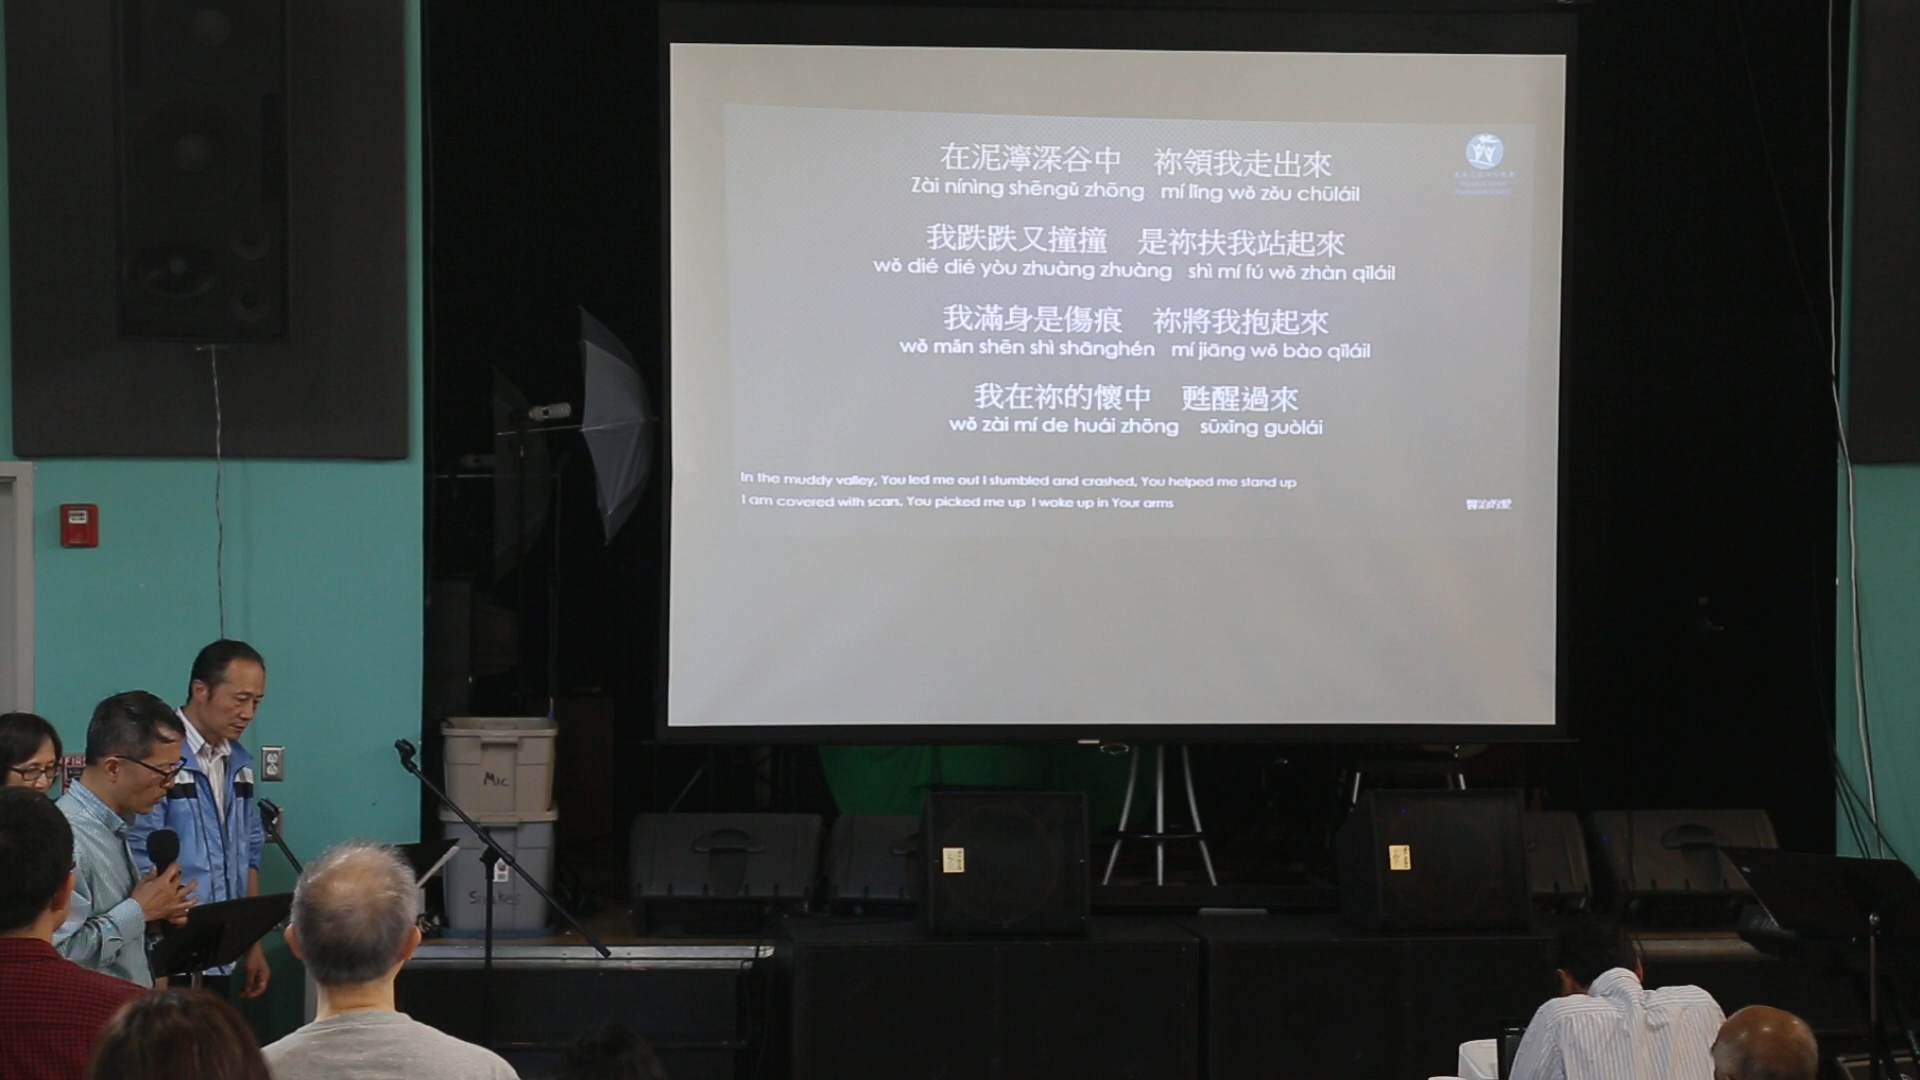 在泥濘深谷中 祢領我走出來
Zài nínìng shēngǔ zhōng mí lǐng wǒ zǒu chūláil
我跌跌又撞撞 是祢扶我站起來
wǒ dié dié yòu zhuàng zhuàng shì mí fú wǒ zhàn qǐláil
我滿身是傷痕 祢將我抱起來
wǒ mǎn shēn shì shānghén mí jiāng wǒ bào qǐláil
我在祢的懷中 甦醒過來
wǒ zài mí de huái zhōng sūxǐng guòlái
In the muddy valley, You led me out I stumbled and crashed, You helped me stand up
I am covered with scars, You picked me up I woke up in Your arms
Mic